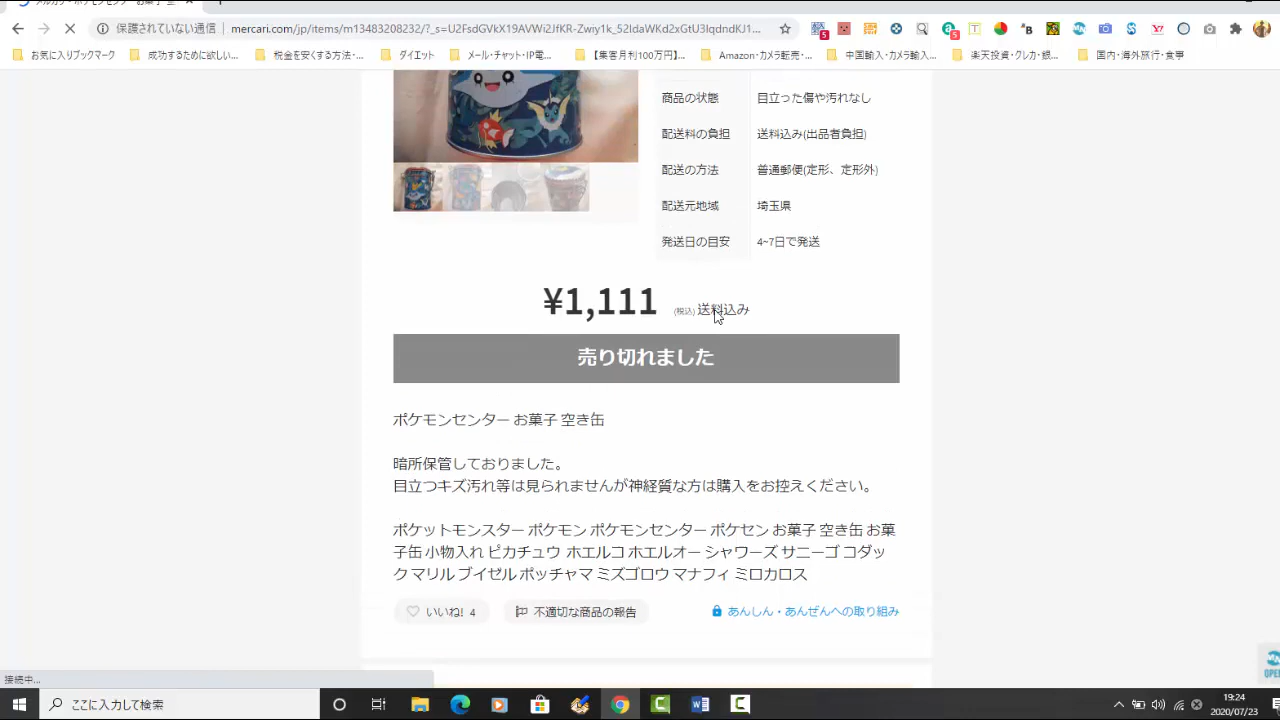 保護されていない通信 mercari.com/jp/items/m13483208232/?_s=U2FsdGVkX19AVWi2JfKR-Zwiy1k_52IdaWKd2xGtU3IqdndKJ1...
お気に入りブックマーク 成功するために欲しい... 税金を安くする方法·... ダイエット メール・チャット・IP電... 【集客月利100万円】... Amazon・カメラ転売・... 中国輸入・カメラ輸入... 楽天投資・クレカ・銀... 国内・海外旅行・食事
商品の状態 目立った傷や汚れなし
配送料の負担 送料込み(出品者負担)
配送の方法 普通郵便(定形、定形外)
配送元地域 埼玉県
発送日の目安 4~7日で発送
¥1,111 (税込) 送料込み
売り切れました
ポケモンセンター お菓子 空き缶
暗所保管しておりました。
目立つキズ汚れ等は見られませんが神経質な方は購入をお控えください。
ポケットモンスター ポケモン ポケモンセンター ポケセン お菓子 空き缶 お菓
子缶 小物入れ ピカチュウ ホエルコ ホエルオー シャワーズ サニーゴ コダッ
ク マリル ブイゼル ポッチャマ ミズゴロウ マナフィ ミロカロス
いいね! 4 不適切な商品の報告 あんしん・あんぜんへの取り組み
OPEN
接続中...
ここに入力して検索
19:24
2020/07/23